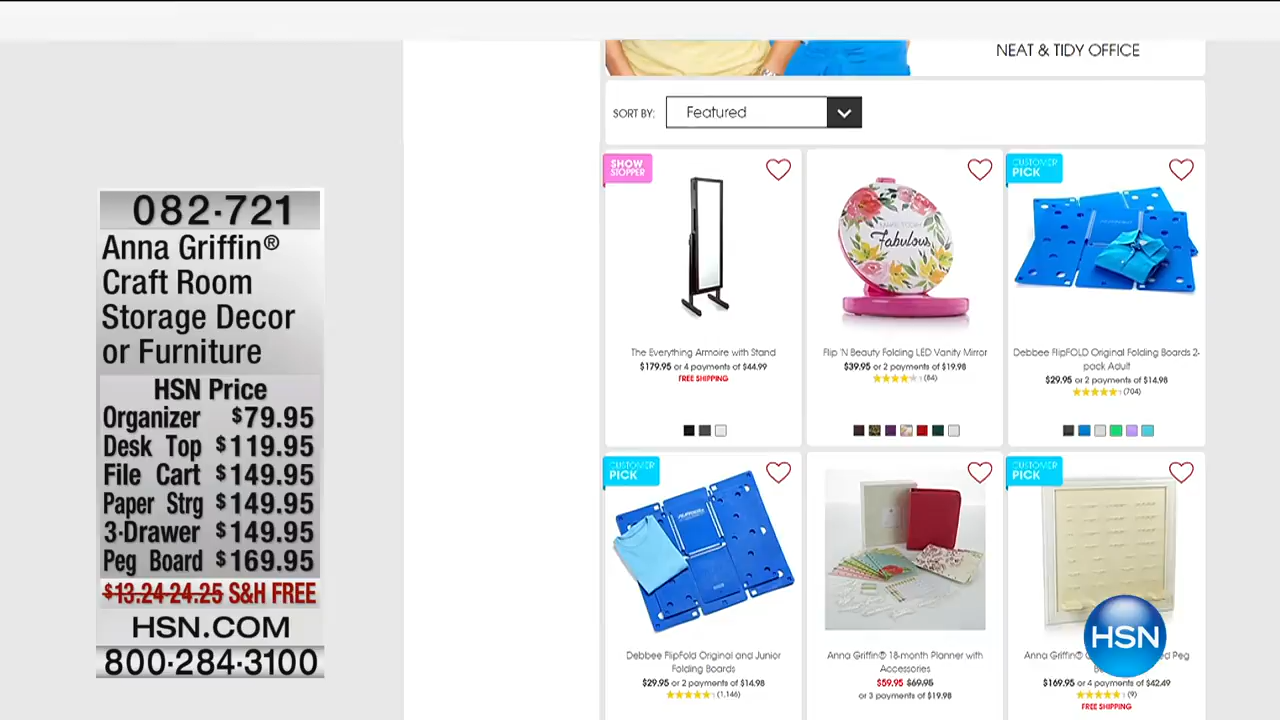 NEAT & TIDY OFFICE
SORT BY:
Featured
082-721
Anna Griffin®
Craft Room
Storage Decor
or Furniture
HSN Price
Organizer $79.95
Desk Top $119.95
File Cart $149.95
Paper Strg $149.95
3-Drawer $149.95
Peg Board $169.95
$13.24-24.25 S&H FREE
HSN.COM
800-284-3100
SHOW
STOPPER
The Everything Armoire with Stand
$179.95 or 4 payments of $44.99
FREE SHIPPING
Fabulous
Flip 'N Beauty Folding LED Vanity Mirror
$39.95 or 2 payments of $19.98
(84)
CUSTOMER
PICK
Debbee FlipFOLD Original Folding Boards 2-
pack Adult
$29.95 or 2 payments of $14.98
(704)
CUSTOMER
PICK
Debbee FlipFold Original and Junior
Folding Boards
$29.95 or 2 payments of $14.98
(1,146)
Anna Griffin® 18-month Planner with
Accessories
$59.95 $69.95
or 3 payments of $19.98
CUSTOMER
PICK
Anna Griffin® Peg
$169.95 or 4 payments of $42.49
(9)
FREE SHIPPING
HSN